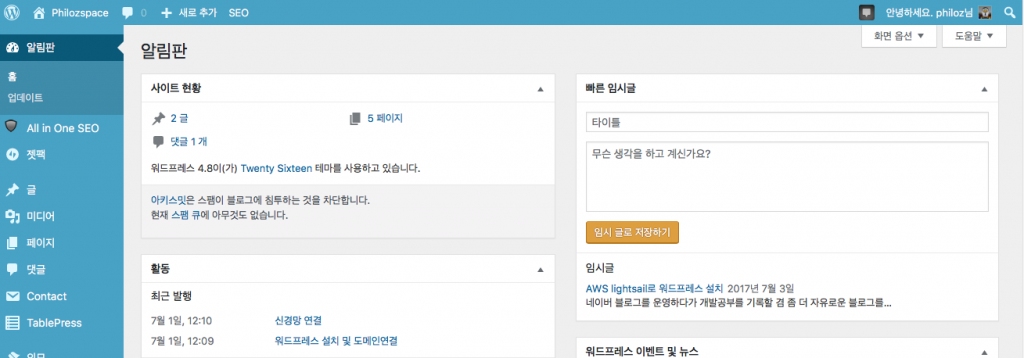 Philozspace 0 새로 추가 SEO 안녕하세요, philoz님
알림판
홈
업데이트
All in One SEO
젯팩
글
미디어
페이지
댓글
Contact
TablePress
외모
화면 옵션 ▼ 도움말 ▼
알림판
사이트 현황
2 글 5 페이지
댓글 1 개
워드프레스 4.8이(가) Twenty Sixteen 테마를 사용하고 있습니다.
아키스밋은 스팸이 블로그에 침투하는 것을 차단합니다.
현재 스팸 큐에 아무것도 없습니다.
활동
최근 발행
7월 1일, 12:10 신경망 연결
7월 1일, 12:09 워드프레스 설치 및 도메인연결
빠른 임시글
타이틀
무슨 생각을 하고 계신가요?
임시 글로 저장하기
임시글
AWS lightsail로 워드프레스 설치 2017년 7월 3일
네이버 블로그를 운영하다가 개발공부를 기록할 겸 좀 더 자유로운 블로그를...
워드프레스 이벤트 및 뉴스